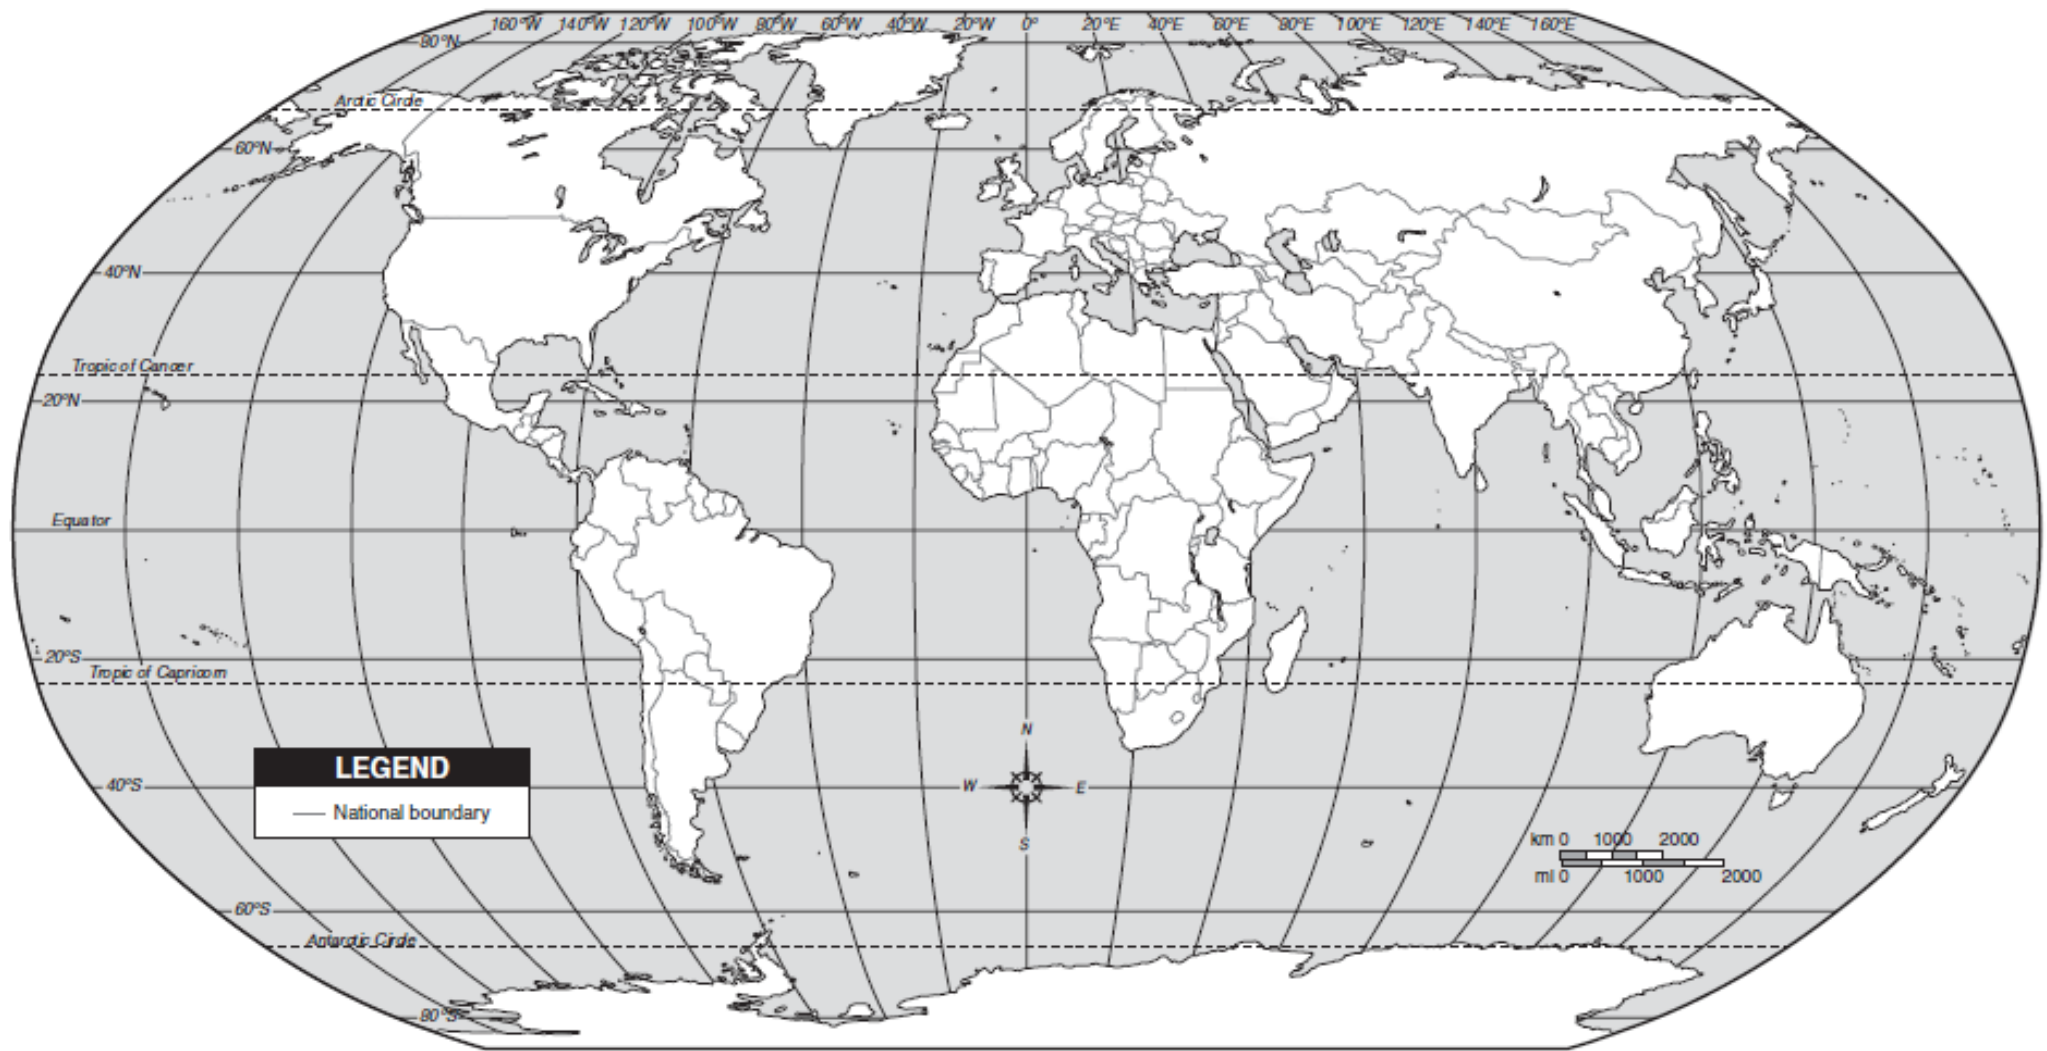 160°W 140°W 120°W 100°W 80°W 60°W 40°W 20°W 0° 20°E 40°E 60°E 80°E 100°E 120°E 140°E 160°E
80°N
Arctic Circle
60°N
40°N
Tropic of Cancer
20°N
Equator
20°S
Tropic of Capricorn
N
W E
S
LEGEND
National boundary
40°S
km 0 1000 2000
mi 0 1000 2000
60°S
Antarctic Circle
80°S